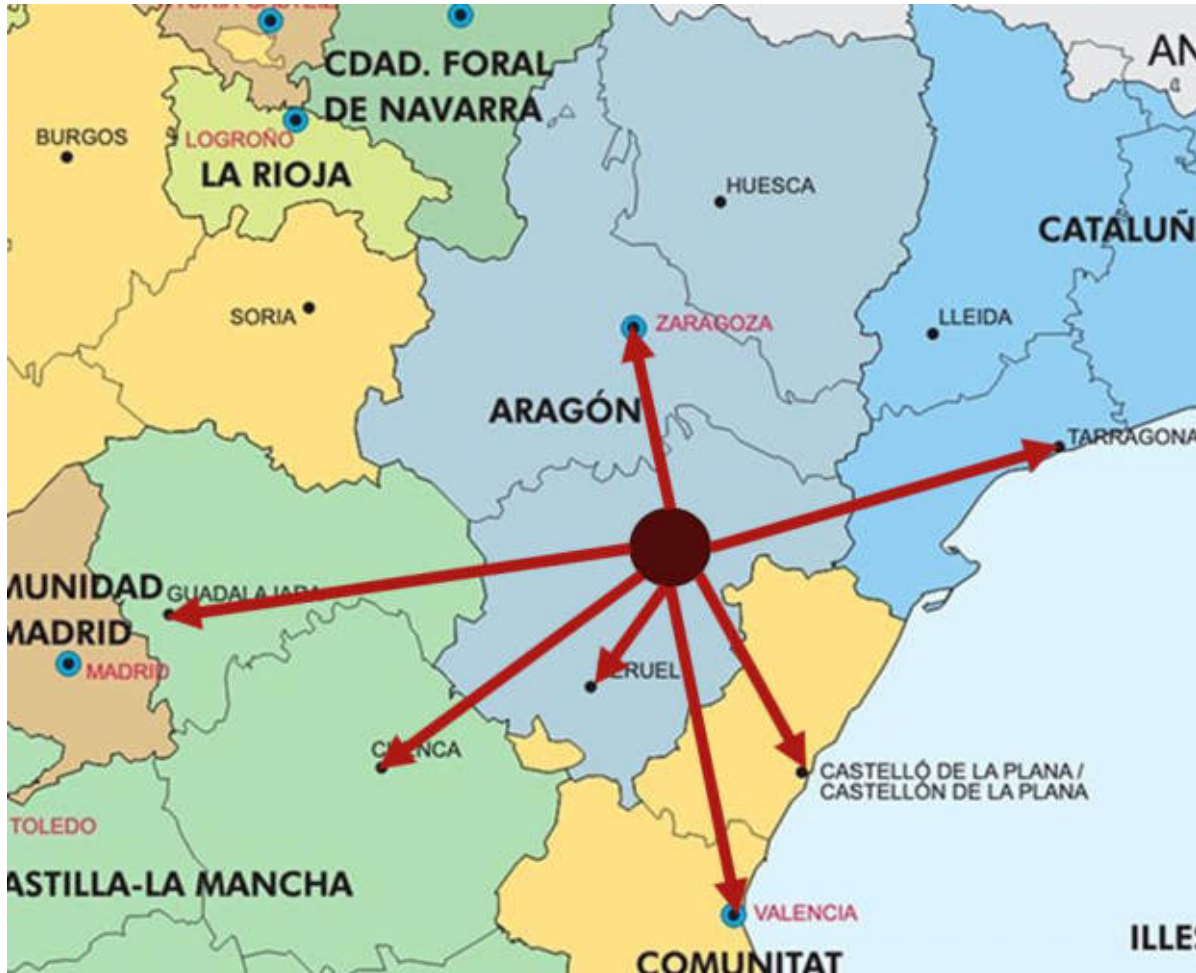 CDAD. FORAL
DE NAVARRA
BURGOS
LOGROÑO
LA RIOJA
HUESCA
AN
CATALUÑ
SORIA
ZARAGOZA
LLEIDA
ARAGÓN
TARRAGONA
MUNIDAD
MADRID
GUADALAJARA
MADRID
TERUEL
CUENCA
CASTELLÓ DE LA PLANA /
CASTELLÓN DE LA PLANA
TOLEDO
ASTILLA-LA MANCHA
VALENCIA
ILLES
COMUNITAT